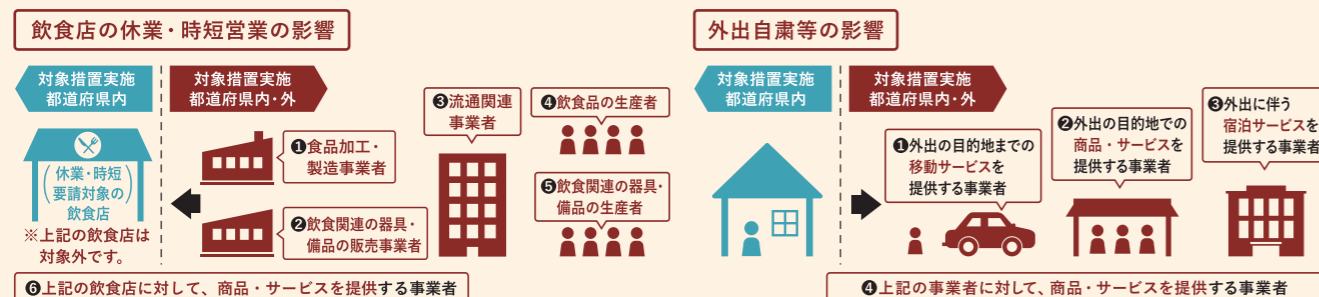 飲食店の休業・時短営業の影響
対象措置実施
都道府県内
対象措置実施
都道府県内・外
休業・時短
要請対象の
飲食店
※上記の飲食店は
対象外です。
❶食品加工・
製造事業者
❷飲食関連の器具・
備品の販売事業者
❸流通関連
事業者
❹飲食品の生産者
❺飲食関連の器具・
備品の生産者
❻上記の飲食店に対して、商品・サービスを提供する事業者
外出自粛等の影響
対象措置実施
都道府県内
対象措置実施
都道府県内・外
❶外出の目的地までの
移動サービスを
提供する事業者
❷外出の目的地での
商品・サービスを
提供する事業者
❸外出に伴う
宿泊サービスを
提供する事業者
❹上記の事業者に対して、商品・サービスを提供する事業者